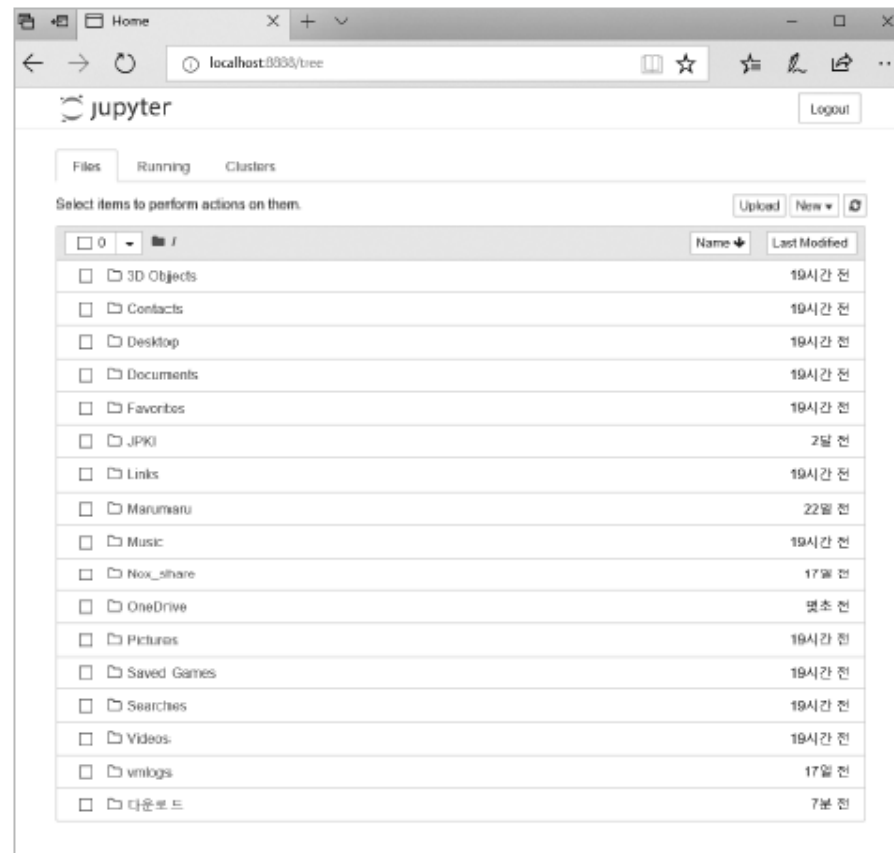 Home
localhost:8888/tree
jupyter
Logout
Files Running Clusters
Select items to perform actions on them.
Upload New
0 / Name Last Modified
3D Objects 19시간 전
Contacts 19시간 전
Desktop 19시간 전
Documents 19시간 전
Favorites 19시간 전
JPKI 2달 전
Links 19시간 전
Marumaru 22일 전
Music 19시간 전
Nox_share 17일 전
OneDrive 몇초 전
Pictures 19시간 전
Saved Games 19시간 전
Searches 19시간 전
Videos 19시간 전
vmlogs 17일 전
다운로드 7분 전